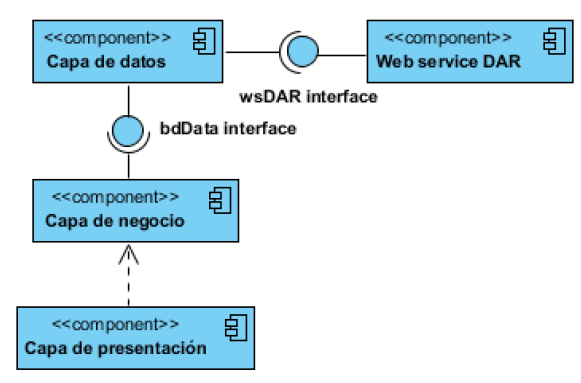 <<component>>
Capa de datos
<<component>>
Web service DAR
wsDAR interface
bdData interface
<<component>>
Capa de negocio
<<component>>
Capa de presentación